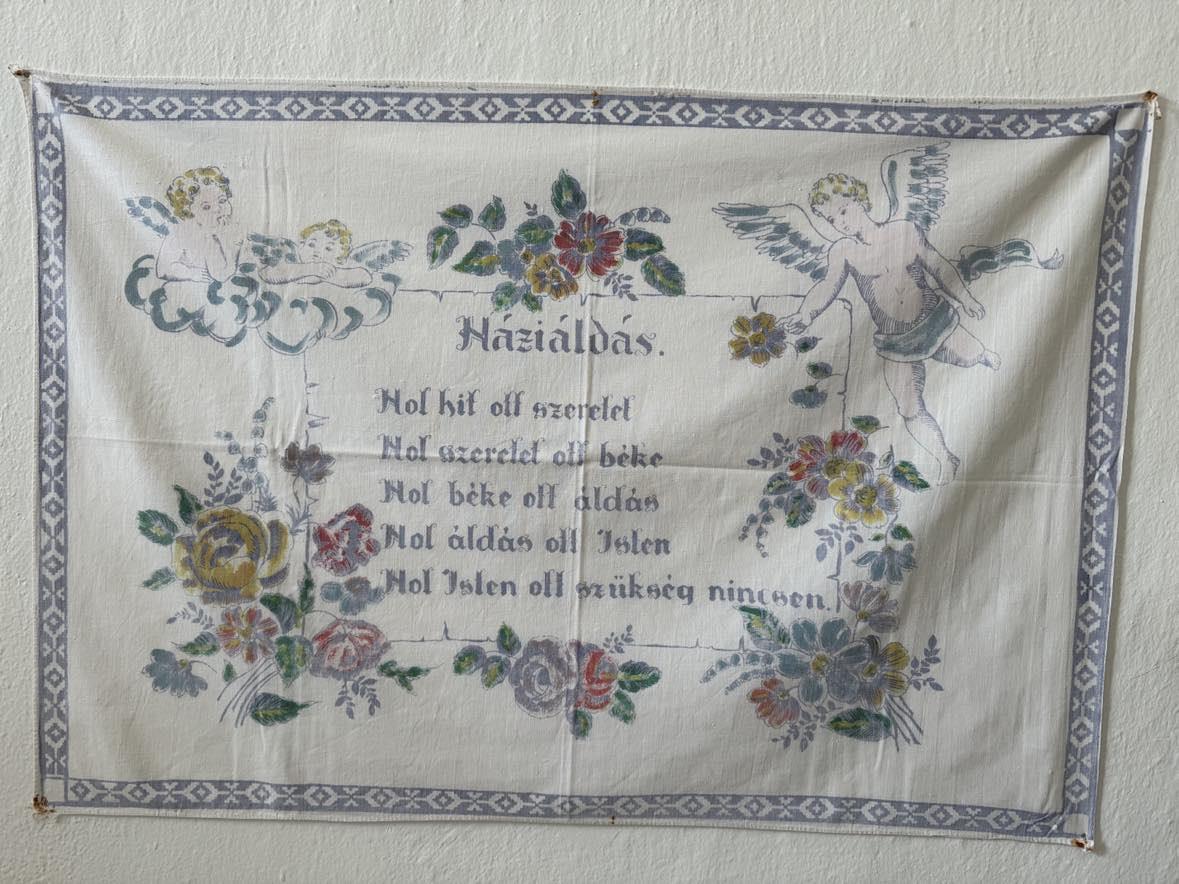 Háziáldás.
Hol hit ott szeretet
Hol szeretet ott béke
Hol béke ott áldás
Hol áldás ott Isten
Hol Isten ott szükség nincsen.